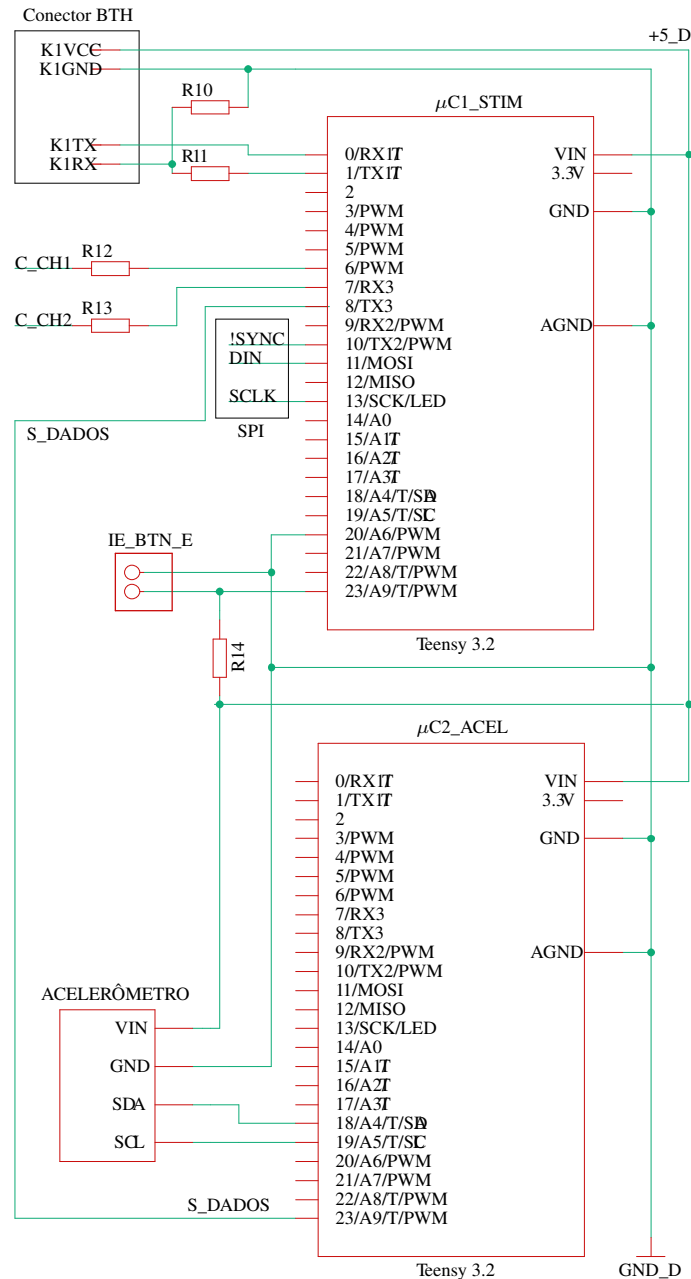 Conector BTH
+5_D
K1VCC
K1GND
K1TX
K1RX
R10
R11
μC1_STIM
0/RX1T
1/TX1T
2
3/PWM
4/PWM
5/PWM
6/PWM
7/RX3
8/TX3
9/RX2/PWM
10/TX2/PWM
11/MOSI
12/MISO
13/SCK/LED
14/A0
15/A1T
16/A2T
17/A3T
18/A4/T/SDA
19/A5/T/SCL
20/A6/PWM
21/A7/PWM
22/A8/T/PWM
23/A9/T/PWM
VIN
3.3V
GND
AGND
Teensy 3.2
C_CH1
R12
C_CH2
R13
!SYNC
DIN
SCLK
SPI
S_DADOS
IE_BTN_E
R14
μC2_ACEL
0/RX1T
1/TX1T
2
3/PWM
4/PWM
5/PWM
6/PWM
7/RX3
8/TX3
9/RX2/PWM
10/TX2/PWM
11/MOSI
12/MISO
13/SCK/LED
14/A0
15/A1T
16/A2T
17/A3T
18/A4/T/SDA
19/A5/T/SCL
20/A6/PWM
21/A7/PWM
22/A8/T/PWM
23/A9/T/PWM
VIN
3.3V
GND
AGND
Teensy 3.2
ACELERÔMETRO
VIN
GND
SDA
SCL
S_DADOS
GND_D